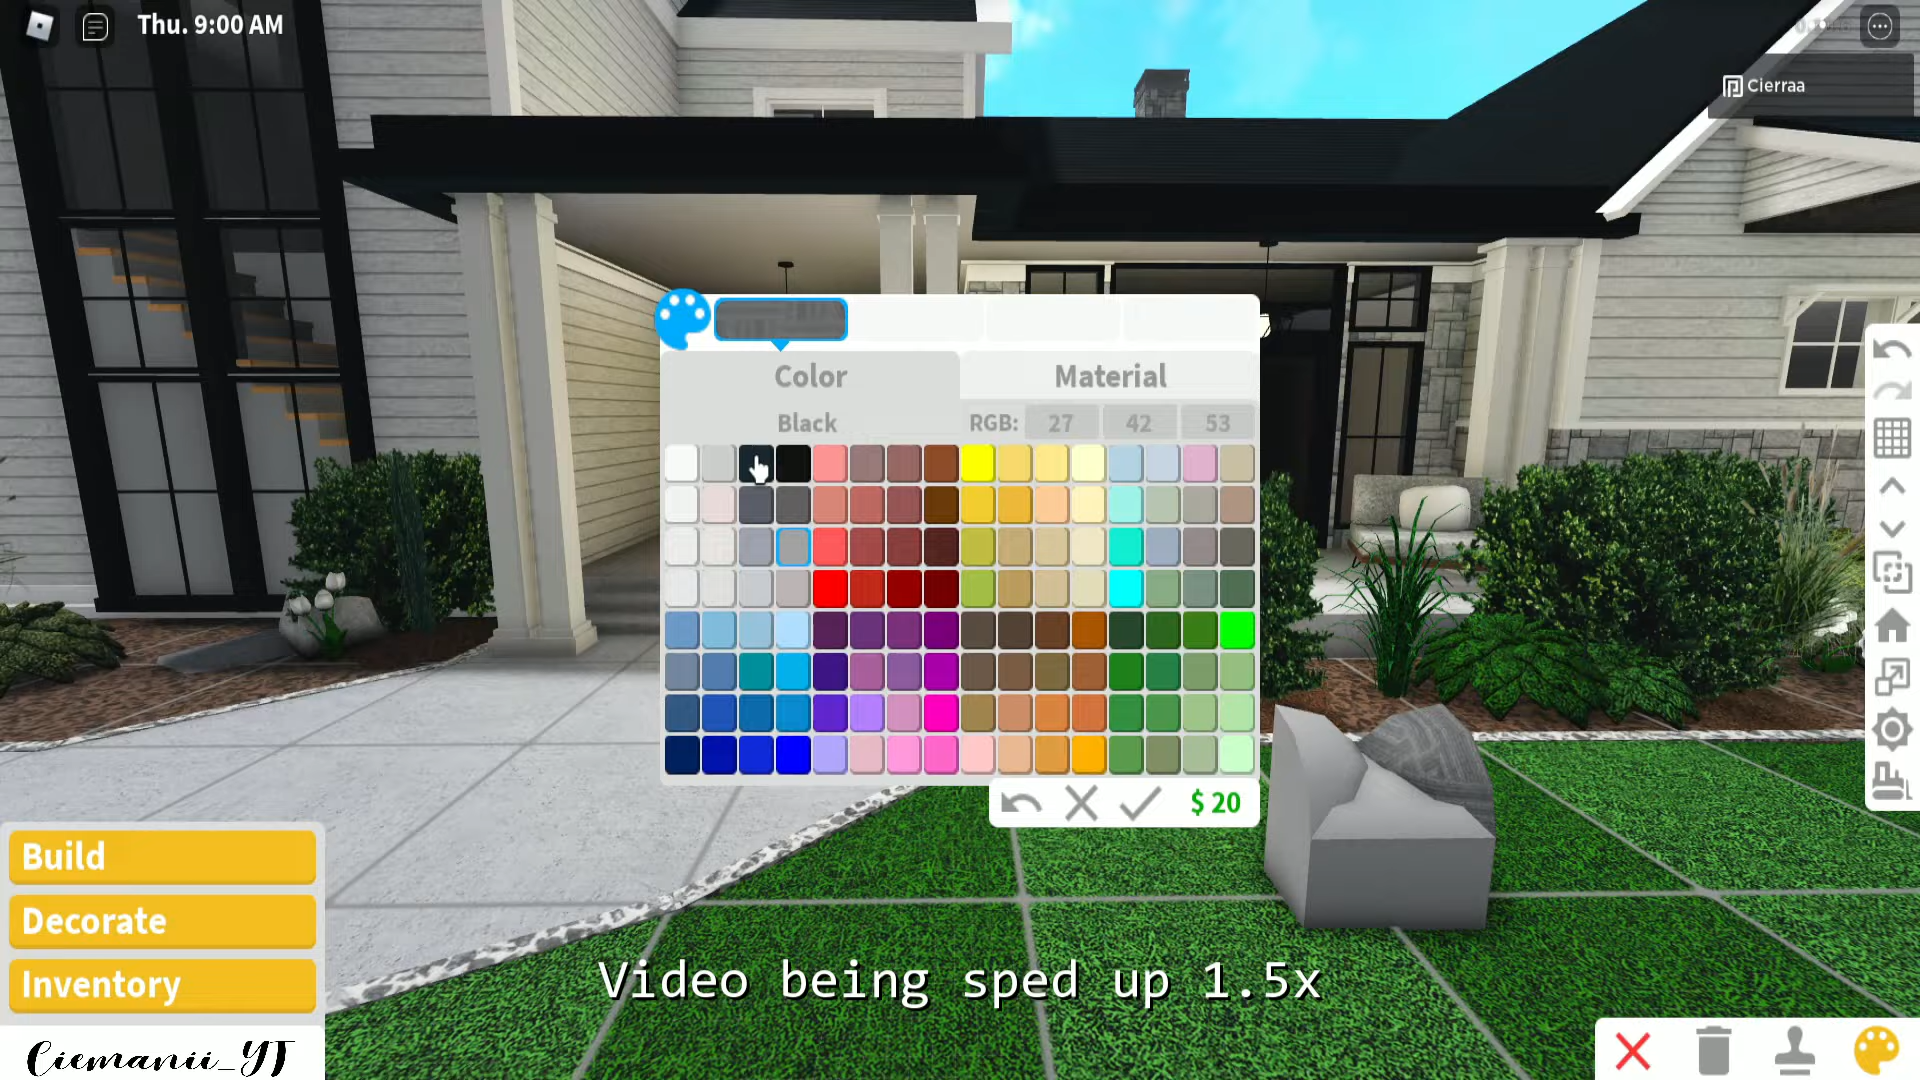 Thu. 9:00 AM
Cierraa
Color
Material
Black
RGB: 27 42 53
$ 20
Build
Decorate
Inventory
Video being sped up 1.5x
Ciemanii_YT